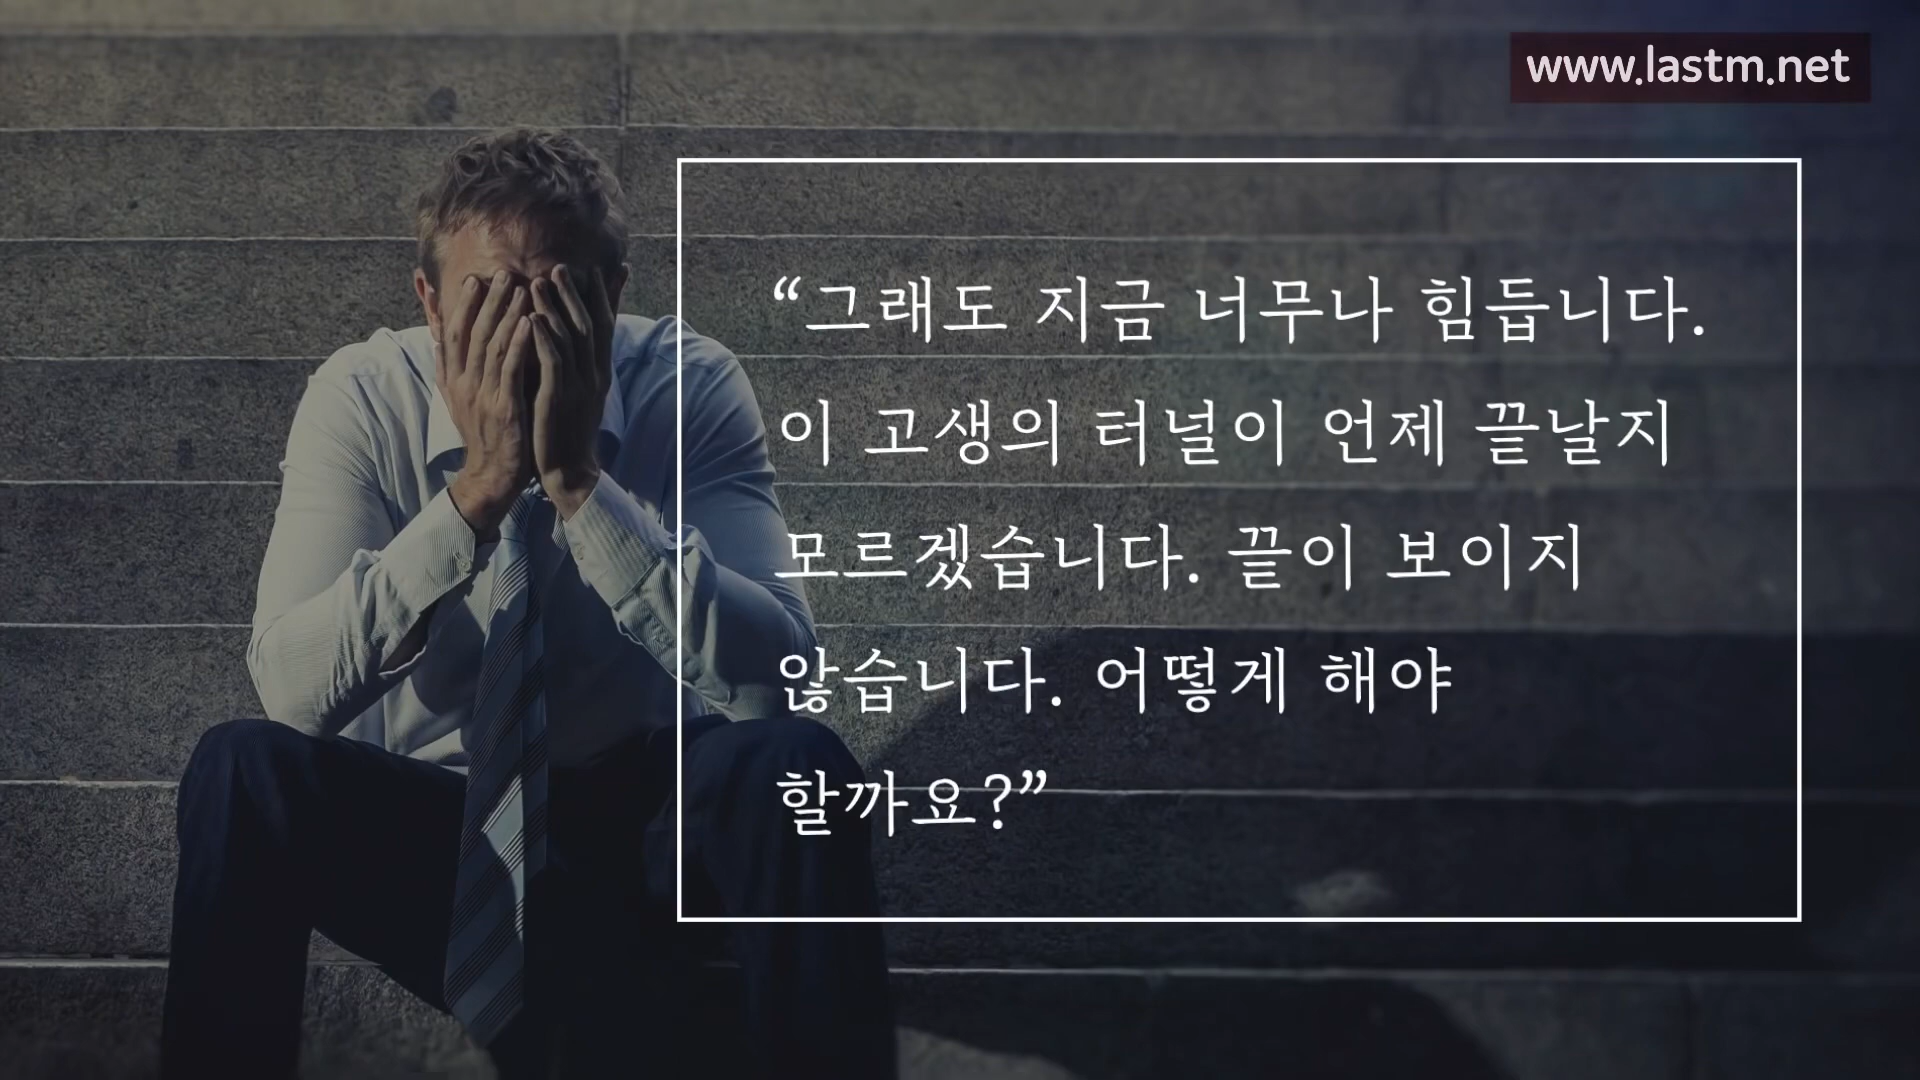 www.lastm.net
“그래도 지금 너무나 힘듭니다.
이 고생의 터널이 언제 끝날지
모르겠습니다. 끝이 보이지
않습니다. 어떻게 해야
할까요?”